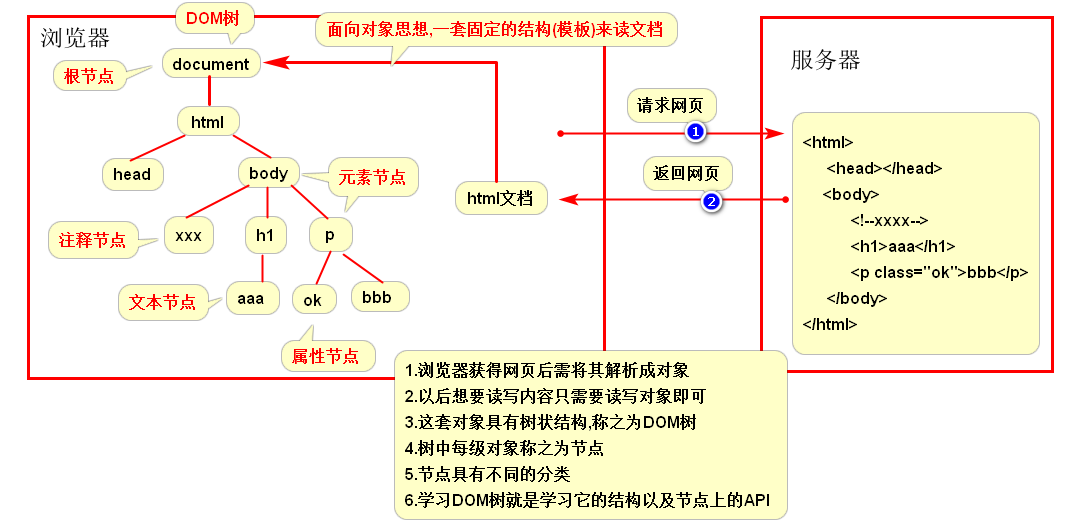 DOM树
浏览器
面向对象思想,一套固定的结构(模板)来读文档
服务器
document
根节点
请求网页
1
html
<html>
<head></head>
<body>
<!--xxxx-->
<h1>aaa</h1>
<p class="ok">bbb</p>
</body>
</html>
head
body
元素节点
返回网页
2
html文档
注释节点
xxx
h1
p
文本节点
aaa
ok
bbb
属性节点
1.浏览器获得网页后需将其解析成对象
2.以后想要读写内容只需要读写对象即可
3.这套对象具有树状结构,称之为DOM树
4.树中每级对象称之为节点
5.节点具有不同的分类
6.学习DOM树就是学习它的结构以及节点上的API